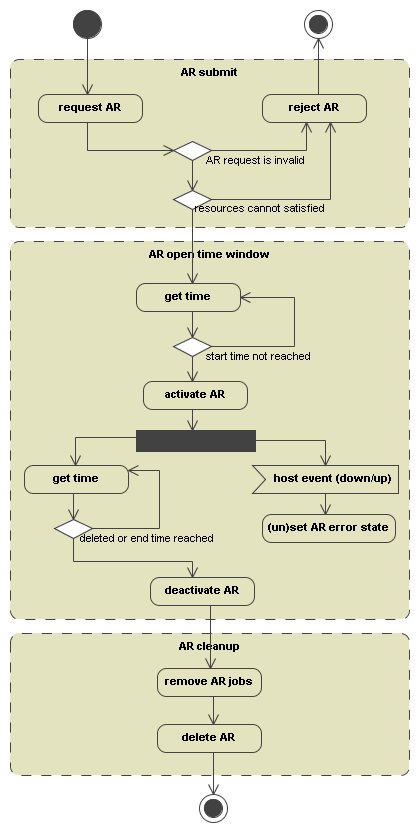 AR submit
request AR
reject AR
AR request is invalid
resources cannot satisfied
AR open time window
get time
start time not reached
activate AR
get time
host event (down/up)
(un)set AR error state
deleted or end time reached
deactivate AR
AR cleanup
remove AR jobs
delete AR